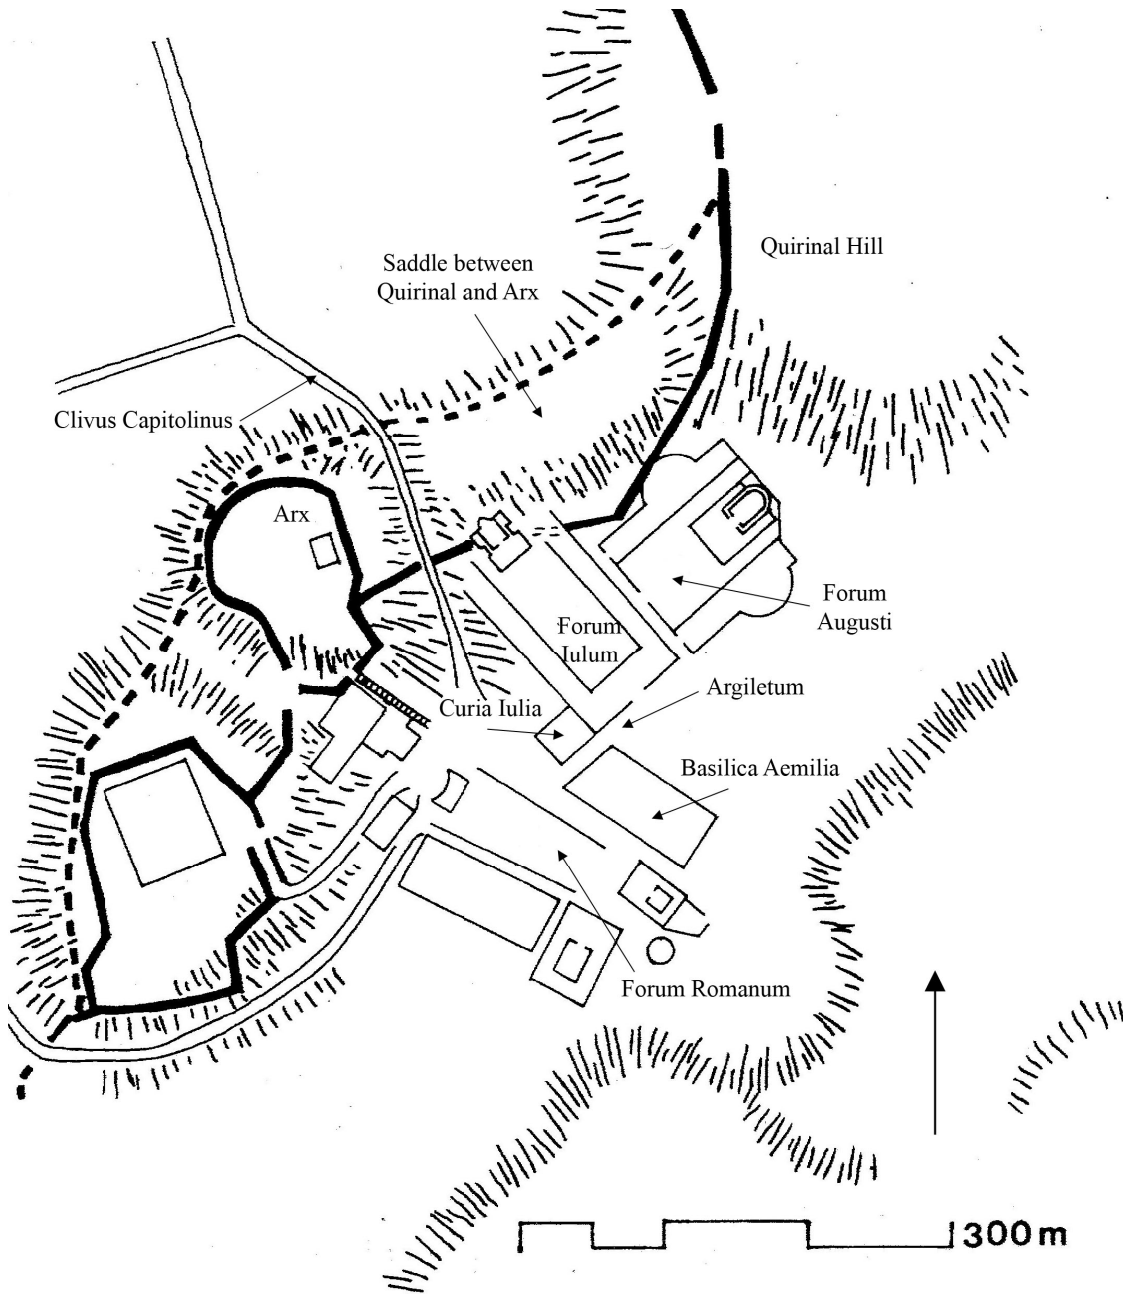 Quirinal Hill
Saddle between
Quirinal and Arx
Clivus Capitolinus
Arx
Forum
Augusti
Forum
Iulum
Argiletum
Curia Iulia
Basilica Aemilia
Forum Romanum
300m